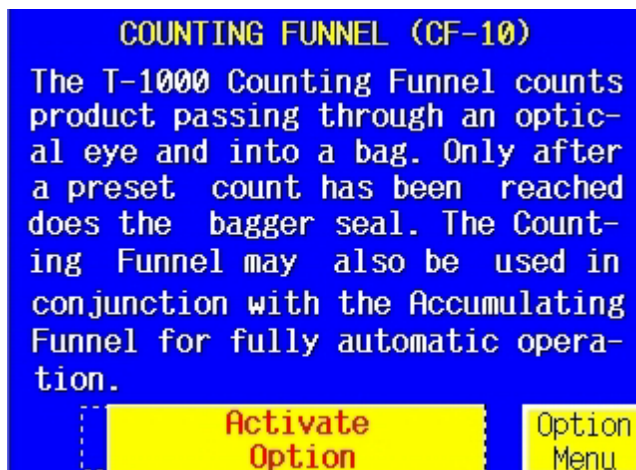 COUNTING FUNNEL (CF-10)
The T-1000 Counting Funnel counts
product passing through an optic-
al eye and into a bag. Only after
a preset count has been reached
does the bagger seal. The Count-
ing Funnel may also be used in
conjunction with the Accumulating
Funnel for fully automatic opera-
tion.
Activate
Option
Option
Menu